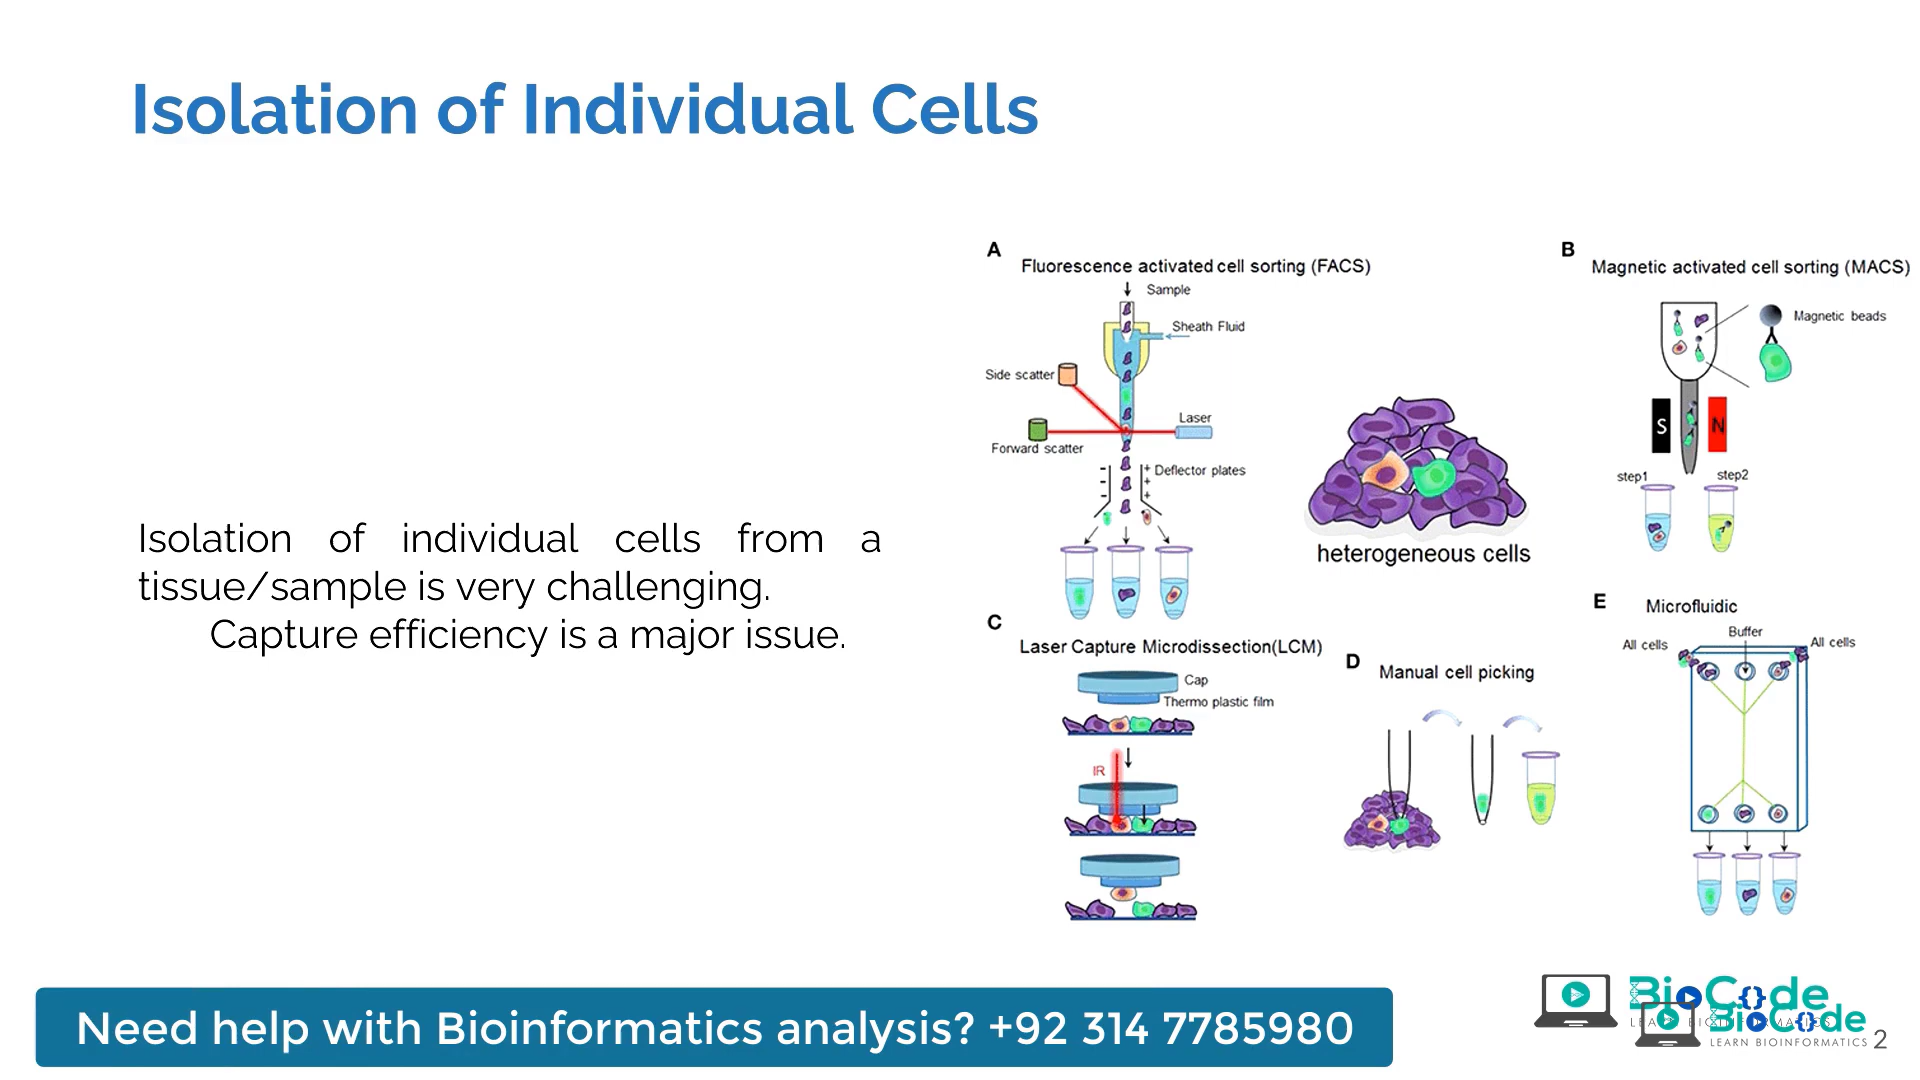 Isolation of Individual Cells
Isolation of individual cells from a
tissue/sample is very challenging.
Capture efficiency is a major issue.
A
Fluorescence activated cell sorting (FACS)
Sample
Sheath Fluid
Side scatter
Laser
Forward scatter
- + Deflector plates
- +
- +
heterogeneous cells
B
Magnetic activated cell sorting (MACS)
Magnetic beads
S N
step1 step2
C
Laser Capture Microdissection(LCM)
Cap
Thermo plastic film
IR
D
Manual cell picking
E
Microfluidic
Buffer
All cells All cells
Need help with Bioinformatics analysis? +92 314 7785980
BioCode
LEARN BIOINFORMATICS
BioCode
LEARN BIOINFORMATICS
2